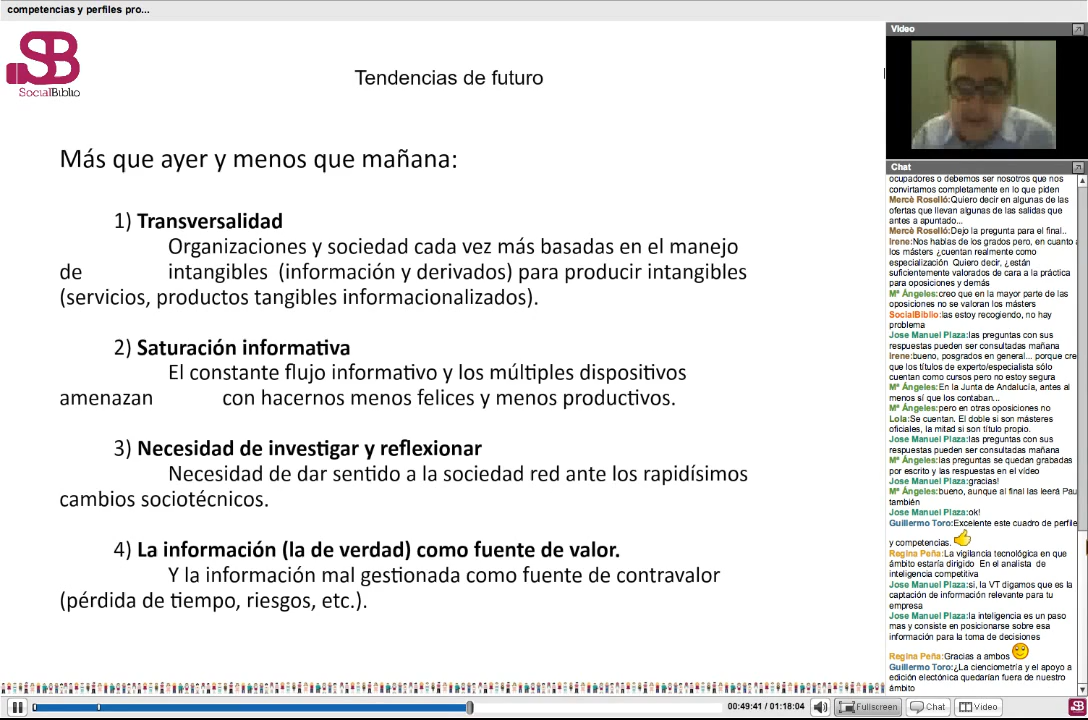 competencias y perfiles pro...
SB
SocialBiblio
Tendencias de futuro
Más que ayer y menos que mañana:
1) Transversalidad
Organizaciones y sociedad cada vez más basadas en el manejo
de intangibles (información y derivados) para producir intangibles
(servicios, productos tangibles informacionalizados).
2) Saturación informativa
El constante flujo informativo y los múltiples dispositivos
amenazan con hacernos menos felices y menos productivos.
3) Necesidad de investigar y reflexionar
Necesidad de dar sentido a la sociedad red ante los rapidísimos
cambios sociotécnicos.
4) La información (la de verdad) como fuente de valor.
Y la información mal gestionada como fuente de contravalor
(pérdida de tiempo, riesgos, etc.).
Video
Chat
ocupadores o debemos ser nosotros que nos
convirtamos completamente en lo que piden
Mercè Roselló:Quiero decir en algunas de las
ofertas que llevan algunas de las salidas que
antes a apuntado...
Mercè Roselló:Dejo la pregunta para el final..
Irene:Nos hablas de los grados pero, en cuanto a
los másters ¿cuentan realmente como
especialización Quiero decir, ¿están
suficientemente valorados de cara a la práctica
para oposiciones y demás
Mª Ángeles:creo que en la mayor parte de las
oposiciones no se valoran los másters
SocialBiblio:las estoy recogiendo, no hay
problema
Jose Manuel Plaza:las preguntas con sus
respuestas pueden ser consultadas mañana
Irene:bueno, posgrados en general... porque cre
que los títulos de experto/especialista sólo
cuentan como cursos pero no estoy segura
Mª Ángeles:En la Junta de Andalucía, antes al
menos sí que los contaban...
Mª Ángeles:pero en otras oposiciones no
Lola:Se cuentan. El doble si son másteres
oficiales, la mitad si son título propio.
Jose Manuel Plaza:las preguntas con sus
respuestas pueden ser consultadas mañana
Mª Ángeles:las preguntas se quedan grabadas
por escrito y las respuestas en el vídeo
Jose Manuel Plaza:gracias!
Mª Ángeles:bueno, aunque al final las leerá Pau
también
Jose Manuel Plaza:ok!
Guillermo Toro:Excelente este cuadro de perfile
y competencias.
Regina Peña:La vigilancia tecnológica en que
ámbito estaría dirigido En el analista de
inteligencia competitiva
Jose Manuel Plaza:si, la VT digamos que es la
captación de información relevante para tu
empresa
Jose Manuel Plaza:la inteligencia es un paso
mas y consiste en posicionarse sobre esa
información para la toma de decisiones
Regina Peña:Gracias a ambos
Guillermo Toro:¿La cienciometría y el apoyo a
edición electónica quedarían fuera de nuestro
ámbito
00:49:41 / 01:18:04
Fullscreen
Chat
Video
SB